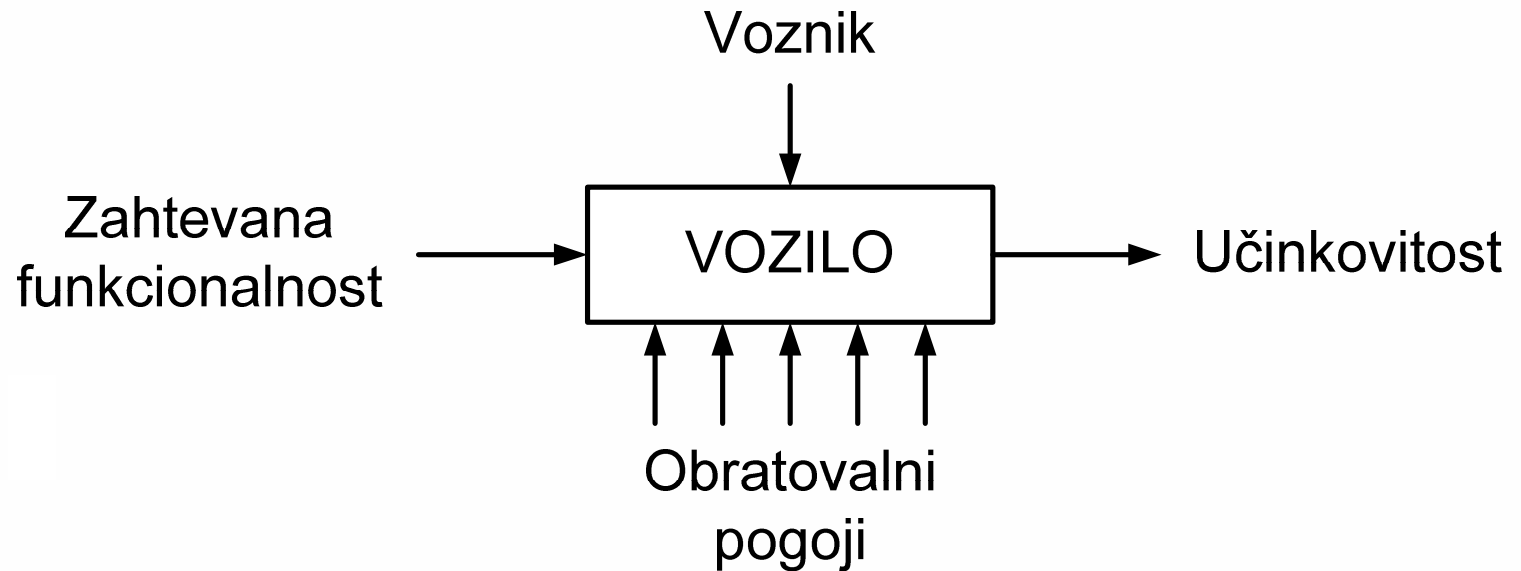 Voznik
Zahtevana
funkcionalnost
VOZILO
Učinkovitost
Obratovalni
pogoji